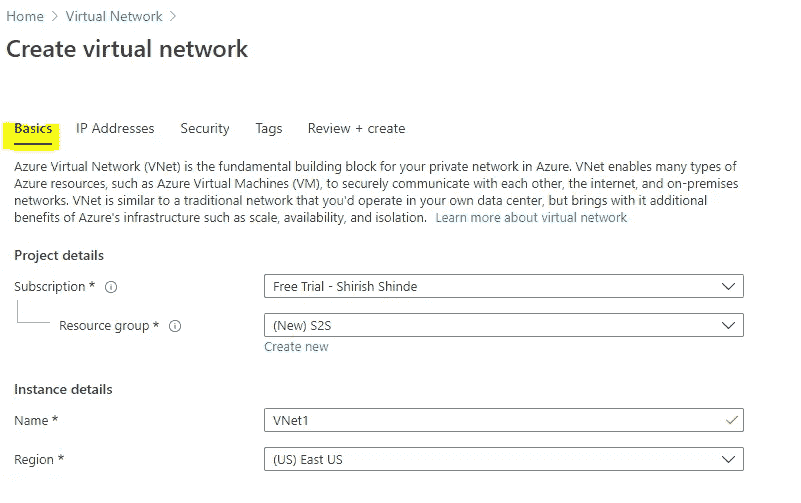 Home > Virtual Network >
Create virtual network
Basics IP Addresses Security Tags Review + create
Azure Virtual Network (VNet) is the fundamental building block for your private network in Azure. VNet enables many types of
Azure resources, such as Azure Virtual Machines (VM), to securely communicate with each other, the internet, and on-premises
networks. VNet is similar to a traditional network that you'd operate in your own data center, but brings with it additional
benefits of Azure's infrastructure such as scale, availability, and isolation. Learn more about virtual network
Project details
Subscription * Free Trial - Shirish Shinde
Resource group * (New) S2S
Create new
Instance details
Name * VNet1
Region * (US) East US